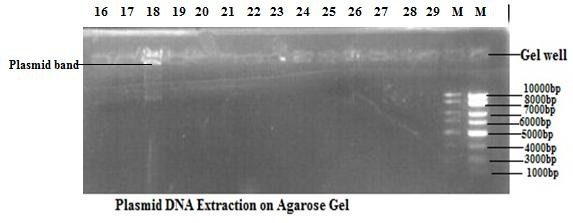 16 17 18 19 20 21 22 23 24 25 26 27 28 29 M M
Gel well
Plasmid band
10000bp
8000bp
7000bp
6000bp
5000bp
4000bp
3000bp
1000bp
Plasmid DNA Extraction on Agarose Gel